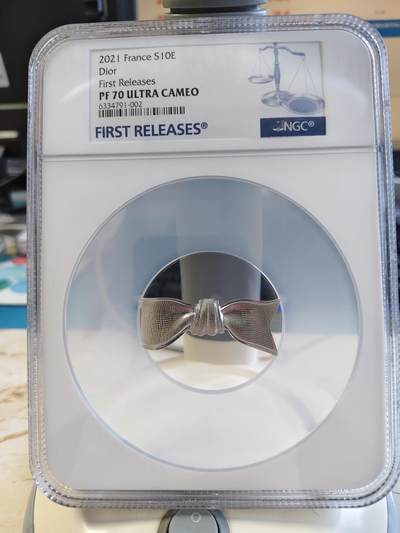 2021 France S10E
Dior
First Releases
PF 70 ULTRA CAMEO
6334791-002
FIRST RELEASES®
NGC®